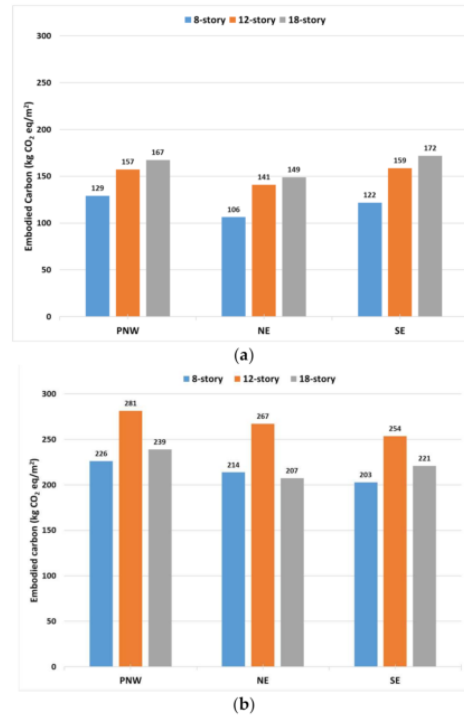 8-story 12-story 18-story
300
250
200
150
100
50
0
Embodied Carbon (kg CO₂ eq/m²)
129 157 167
106 141 149
122 159 172
PNW NE SE
(a)
8-story 12-story 18-story
300
250
200
150
100
50
0
Embodied carbon (kg CO₂ eq/m²)
226 281 239
214 267 207
203 254 221
PNW NE SE
(b)